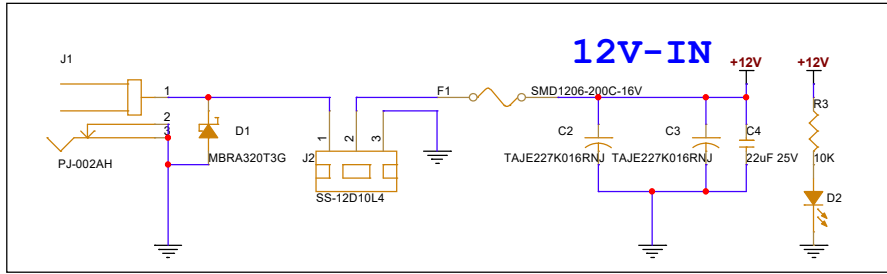 12V-IN
J1
+12V
+12V
1
F1
SMD1206-200C-16V
R3
2
3
D1
1
2
3
C2
C3
C4
PJ-002AH
MBRA320T3G
J2
TAJE227K016RNJ
TAJE227K016RNJ
22uF 25V
10K
SS-12D10L4
D2